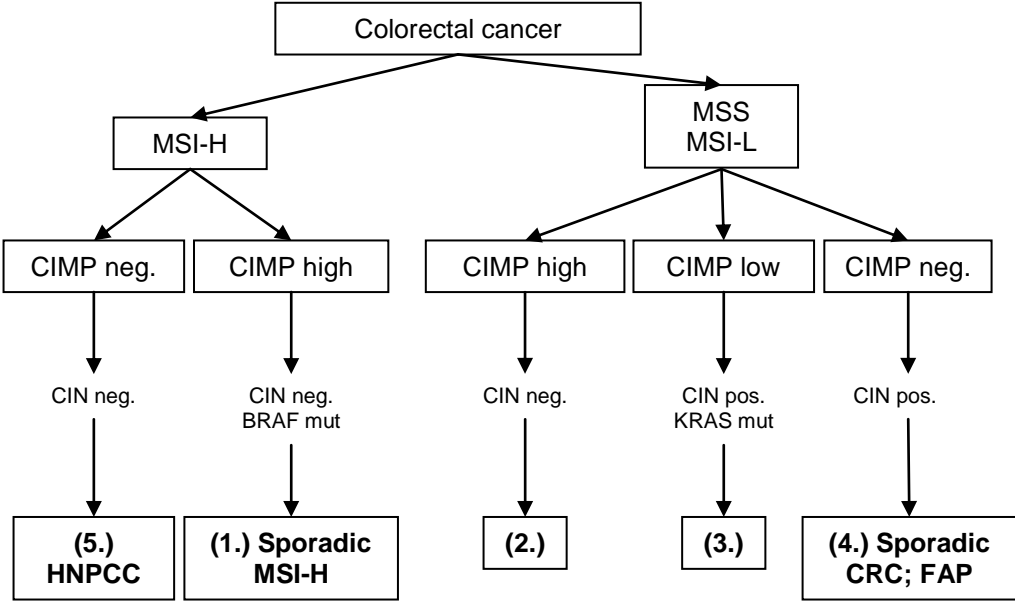 Colorectal cancer
MSI-H
MSS
MSI-L
CIMP neg.
CIMP high
CIMP high
CIMP low
CIMP neg.
CIN neg.
CIN neg.
BRAF mut
CIN neg.
CIN pos.
KRAS mut
CIN pos.
(5.)
HNPCC
(1.) Sporadic
MSI-H
(2.)
(3.)
(4.) Sporadic
CRC; FAP